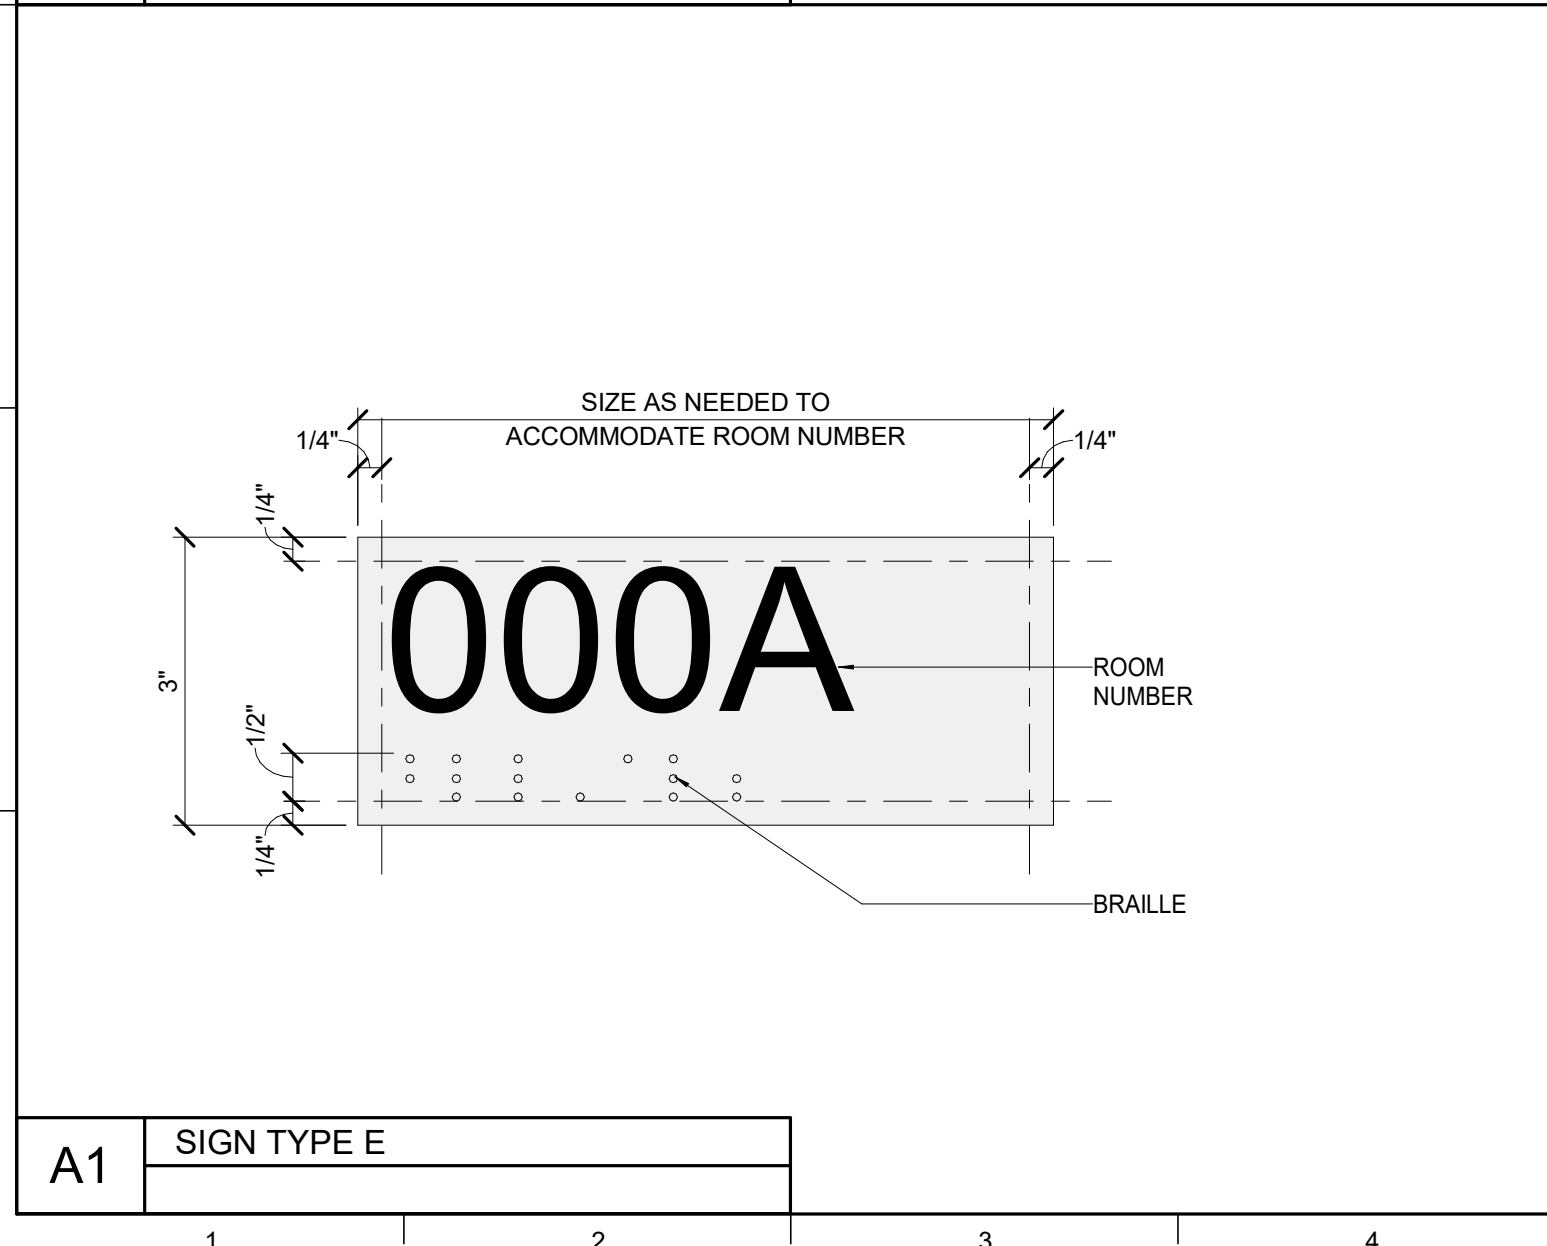 SIZE AS NEEDED TO
ACCOMMODATE ROOM NUMBER
1/4"
1/4"
1/4"
000A
3"
ROOM
NUMBER
1/2"
1/4"
BRAILLE
SIGN TYPE E
A1
1
2
3
4